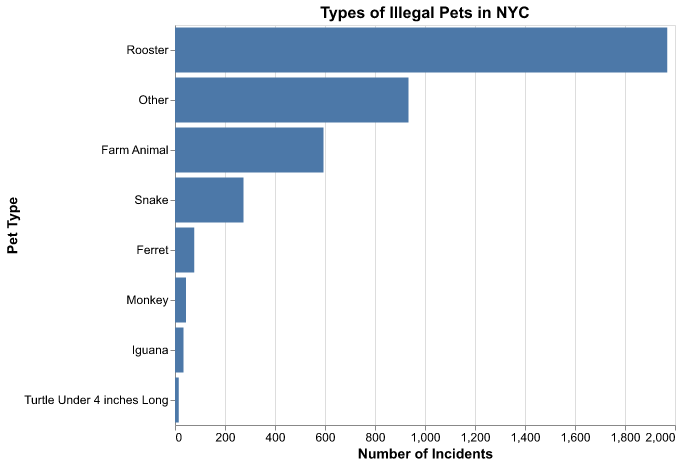 Types of Illegal Pets in NYC
Rooster
Other
Farm Animal
Snake
Ferret
Monkey
Iguana
Turtle Under 4 inches Long
Pet Type
0 200 400 600 800 1,000 1,200 1,400 1,600 1,800 2,000
Number of Incidents